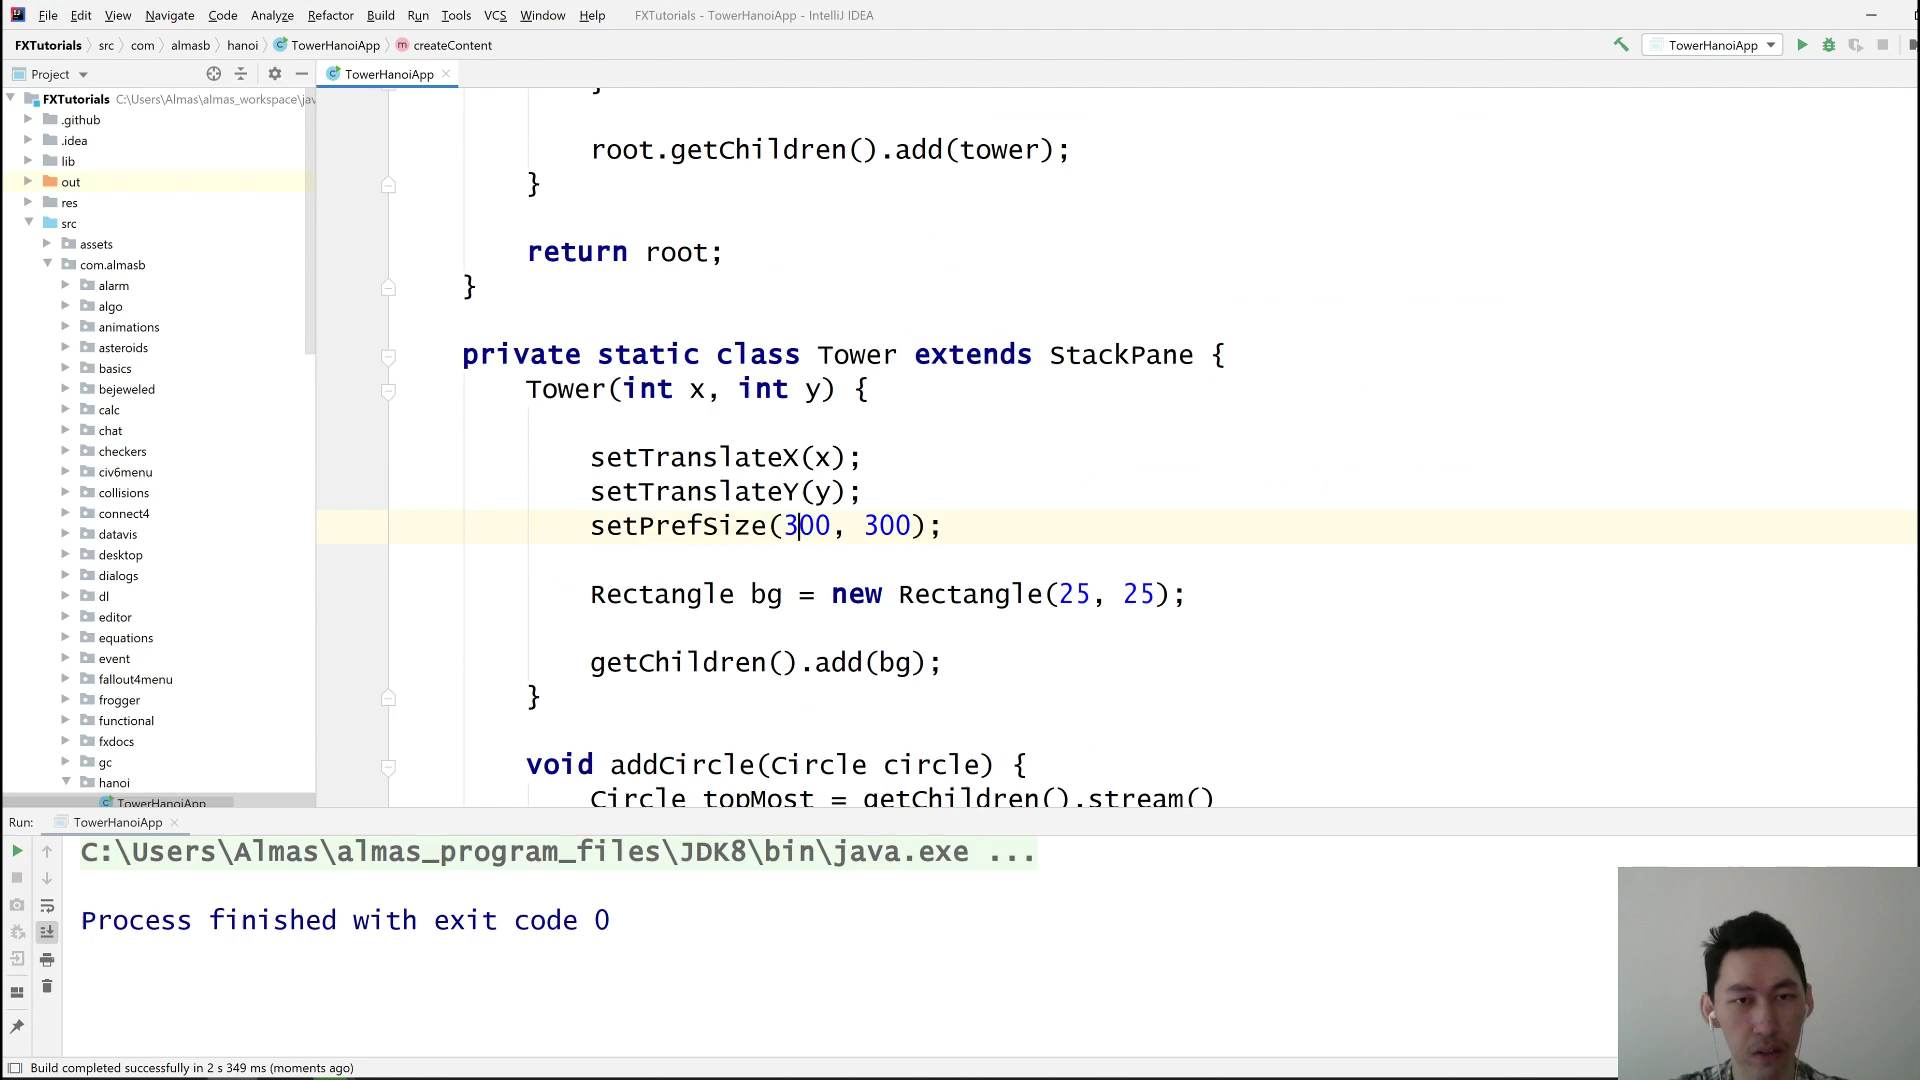 File Edit View Navigate Code Analyze Refactor Build Run Tools VCS Window Help FXTutorials - TowerHanoiApp - IntelliJ IDEA
FXTutorials src com almasb hanoi TowerHanoiApp createContent TowerHanoiApp
Project TowerHanoiApp
FXTutorials C:\Users\Almas\almas_workspace\jav
.github
.idea
lib
out
res
src
assets
com.almasb
alarm
algo
animations
asteroids
basics
bejeweled
calc
chat
checkers
civ6menu
collisions
connect4
datavis
desktop
dialogs
dl
editor
equations
event
fallout4menu
frogger
functional
fxdocs
gc
hanoi
TowerHanoiApp
}
root.getChildren().add(tower);
}
return root;
}
private static class Tower extends StackPane {
Tower(int x, int y) {
setTranslateX(x);
setTranslateY(y);
setPrefSize(300, 300);
Rectangle bg = new Rectangle(25, 25);
getChildren().add(bg);
}
void addCircle(Circle circle) {
Circle topMost = getChildren().stream()
Run: TowerHanoiApp
C:\Users\Almas\almas_program_files\JDK8\bin\java.exe ...
Process finished with exit code 0
Build completed successfully in 2 s 349 ms (moments ago)